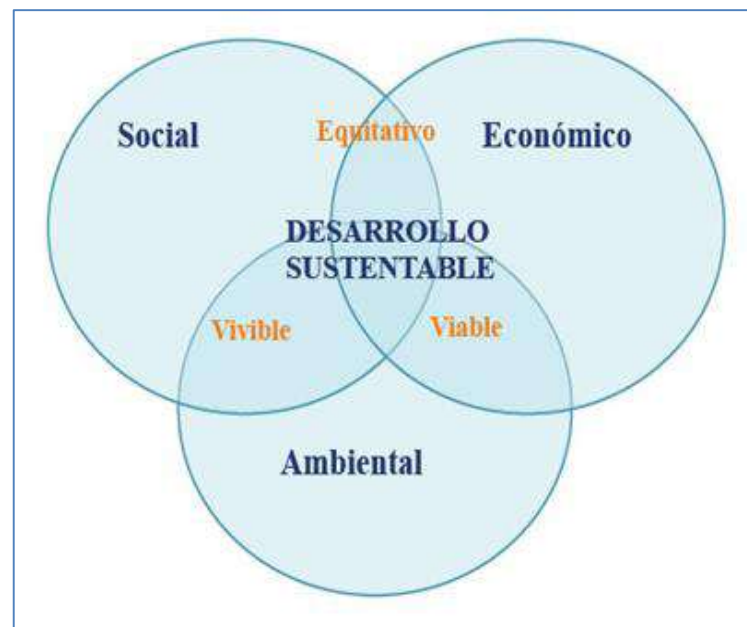 Social
Equitativo
Económico
DESARROLLO
SUSTENTABLE
Vivible
Viable
Ambiental